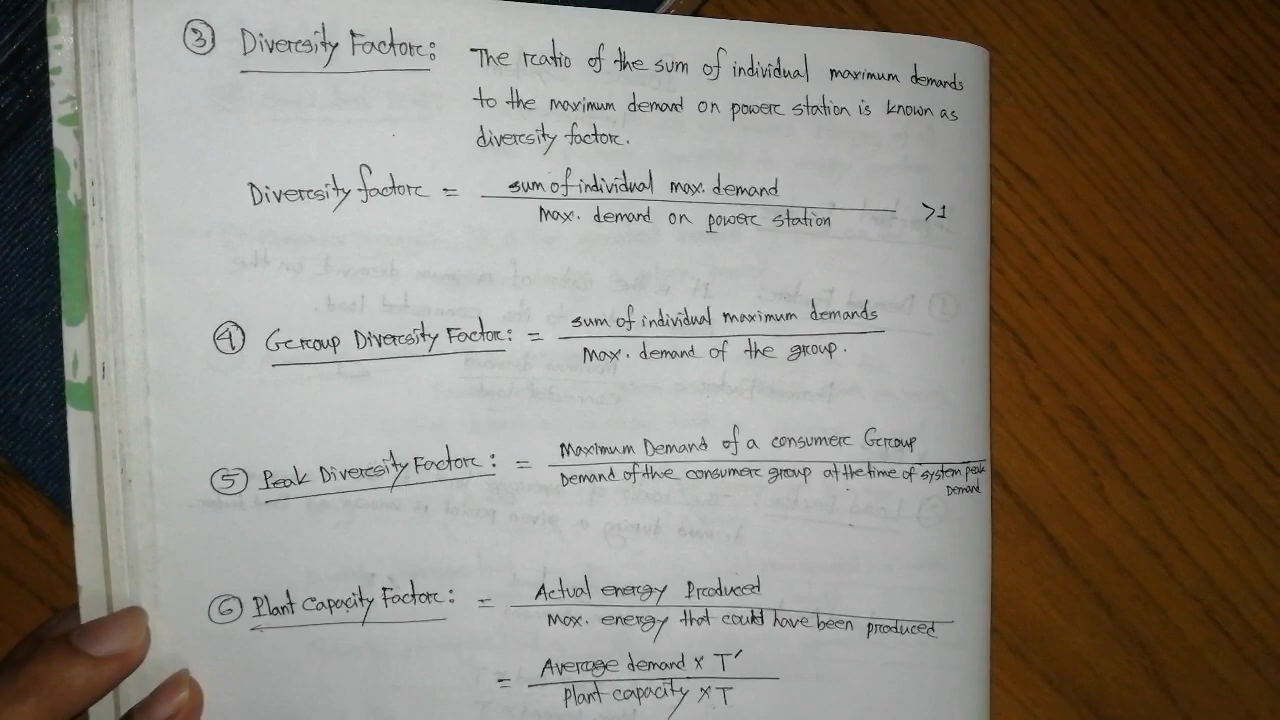 ③ Diversity Factor: The ratio of the sum of individual maximum demands
to the maximum demand on power station is known as
diversity factor.
Diversity factor = sum of individual max. demand
Max. demand on power station >1
④ Group Diversity Factor: = sum of individual maximum demands
Max. demand of the group.
⑤ Peak Diversity Factor: = Maximum Demand of a consumer Group
Demand of the consumer group at the time of system peak
Demand
⑥ Plant Capacity Factor: = Actual energy Produced
Max. energy that could have been produced
= Average demand × T'
Plant capacity × T